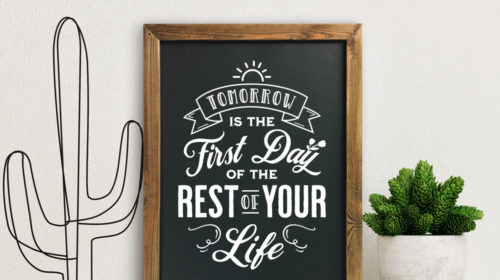 TOMORROW
IS THE
First Day
OF THE
REST OF YOUR
Life